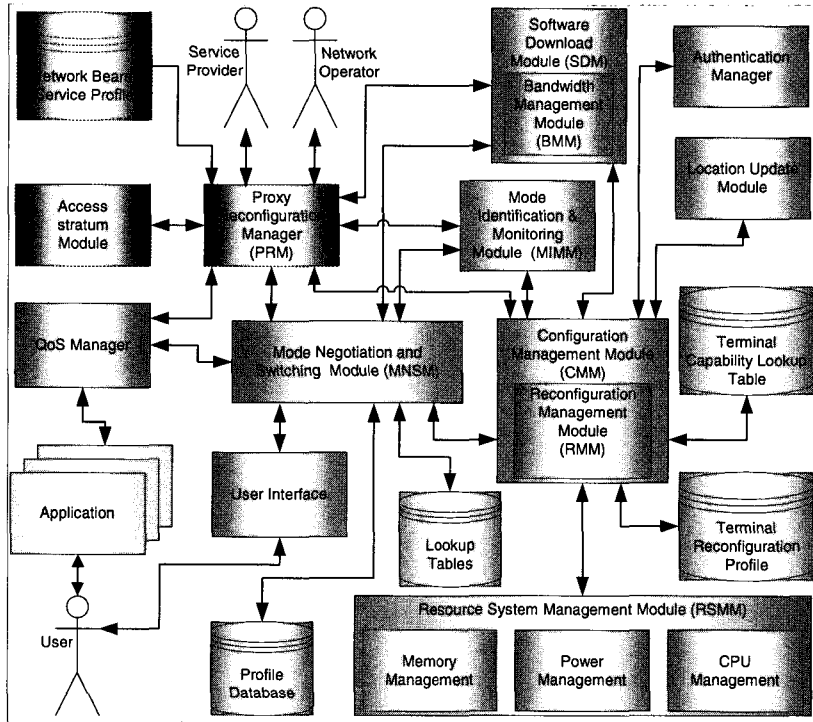 Service
Provider
Network
Operator
Software
Download
Module (SDM)
Bandwidth
Management
Module
(BMM)
Authentication
Manager
Network Bearer
Service Profile
Location Update
Module
Access
stratum
Module
Proxy
Reconfiguration
Manager
(PRM)
Mode
Identification &
Monitoring
Module (MIMM)
QoS Manager
Mode Negotiation and
Switching Module (MNSM)
Configuration
Management Module
(CMM)
Reconfiguration
Management
Module
(RMM)
Terminal
Capability Lookup
Table
Application
User Interface
Lookup
Tables
Terminal
Reconfiguration
Profile
User
Profile
Database
Resource System Management Module (RSMM)
Memory
Management
Power
Management
CPU
Management